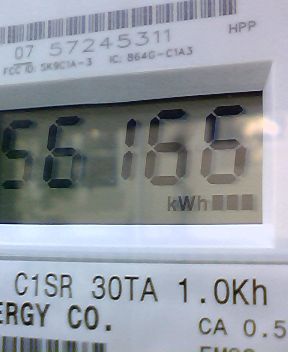 HPP
07 57245311
FCC ID: SK9C1A-3 IC: 864G-C1A3
56166
kWh
C1SR 30TA 1.0Kh
ERGY CO.
CA 0.5